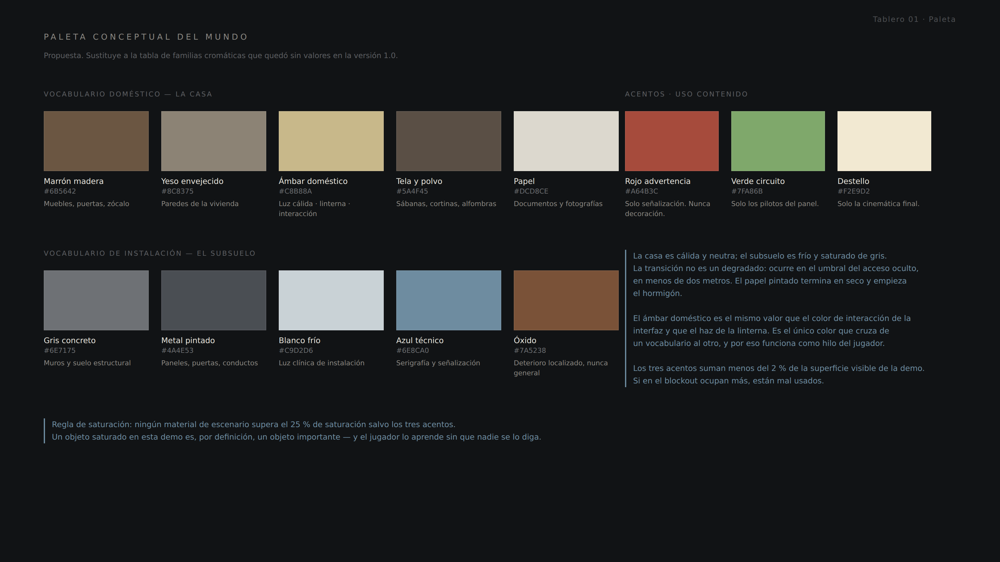 Tablero 01 · Paleta
PALETA CONCEPTUAL DEL MUNDO
Propuesta. Sustituye a la tabla de familias cromáticas que quedó sin valores en la versión 1.0.
VOCABULARIO DOMÉSTICO — LA CASA
Marrón madera
#6B5642
Muebles, puertas, zócalo
Yeso envejecido
#8C8375
Paredes de la vivienda
Ámbar doméstico
#C8B88A
Luz cálida · linterna ·
interacción
Tela y polvo
#5A4F45
Sábanas, cortinas, alfombras
Papel
#DCD8CE
Documentos y fotografías
ACENTOS · USO CONTENIDO
Rojo advertencia
#A64B3C
Solo señalización. Nunca
decoración.
Verde circuito
#7FA86B
Solo los pilotos del panel.
Destello
#F2E9D2
Solo la cinemática final.
VOCABULARIO DE INSTALACIÓN — EL SUBSUELO
Gris concreto
#6E7175
Muros y suelo estructural
Metal pintado
#4A4E53
Paneles, puertas, conductos
Blanco frío
#C9D2D6
Luz clínica de instalación
Azul técnico
#6E8CA0
Serigrafía y señalización
Óxido
#7A5238
Deterioro localizado, nunca
general
La casa es cálida y neutra; el subsuelo es frío y saturado de gris.
La transición no es un degradado: ocurre en el umbral del acceso oculto,
en menos de dos metros. El papel pintado termina en seco y empieza
el hormigón.
El ámbar doméstico es el mismo valor que el color de interacción de la
interfaz y que el haz de la linterna. Es el único color que cruza de
un vocabulario al otro, y por eso funciona como hilo del jugador.
Los tres acentos suman menos del 2 % de la superficie visible de la demo.
Si en el blockout ocupan más, están mal usados.
Regla de saturación: ningún material de escenario supera el 25 % de saturación salvo los tres acentos.
Un objeto saturado en esta demo es, por definición, un objeto importante — y el jugador lo aprende sin que nadie se lo diga.